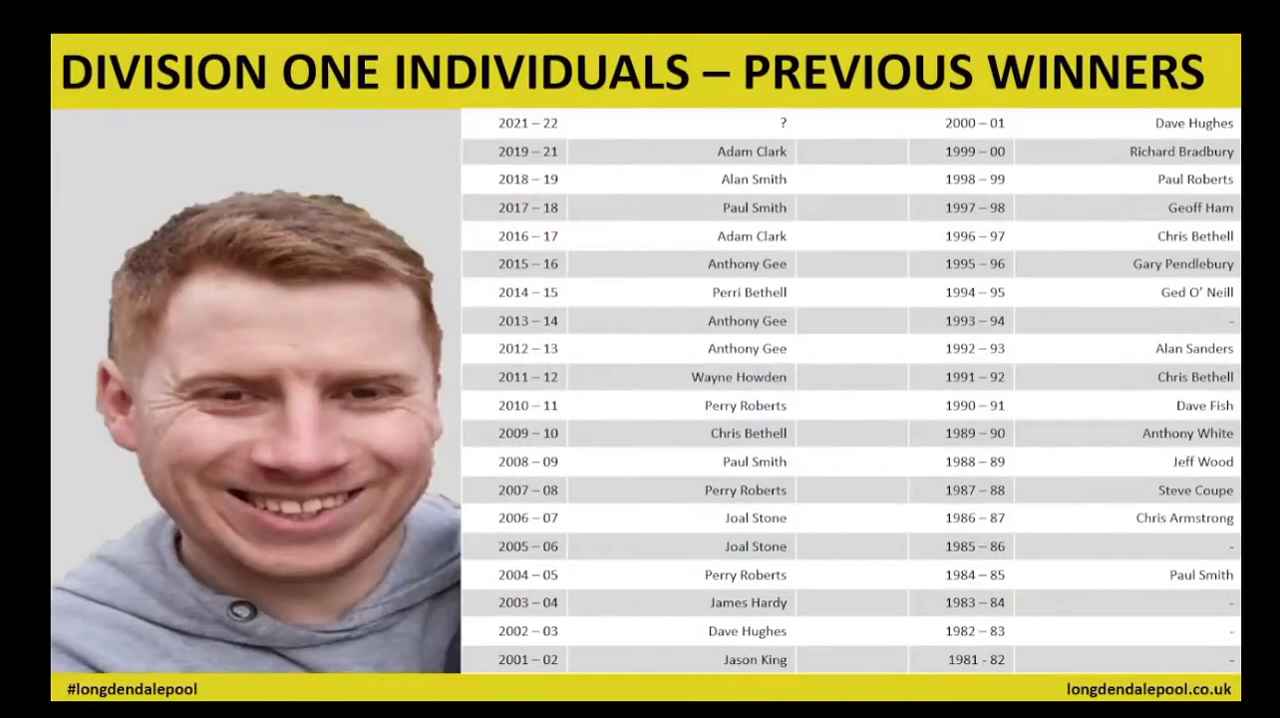 DIVISION ONE INDIVIDUALS – PREVIOUS WINNERS
2021 – 22 ? 2000 – 01 Dave Hughes
2019 – 21 Adam Clark 1999 – 00 Richard Bradbury
2018 – 19 Alan Smith 1998 – 99 Paul Roberts
2017 – 18 Paul Smith 1997 – 98 Geoff Ham
2016 – 17 Adam Clark 1996 – 97 Chris Bethell
2015 – 16 Anthony Gee 1995 – 96 Gary Pendlebury
2014 – 15 Perri Bethell 1994 – 95 Ged O' Neill
2013 – 14 Anthony Gee 1993 – 94 -
2012 – 13 Anthony Gee 1992 – 93 Alan Sanders
2011 – 12 Wayne Howden 1991 – 92 Chris Bethell
2010 – 11 Perry Roberts 1990 – 91 Dave Fish
2009 – 10 Chris Bethell 1989 – 90 Anthony White
2008 – 09 Paul Smith 1988 – 89 Jeff Wood
2007 – 08 Perry Roberts 1987 – 88 Steve Coupe
2006 – 07 Joal Stone 1986 – 87 Chris Armstrong
2005 – 06 Joal Stone 1985 – 86 -
2004 – 05 Perry Roberts 1984 – 85 Paul Smith
2003 – 04 James Hardy 1983 – 84 -
2002 – 03 Dave Hughes 1982 – 83 -
2001 – 02 Jason King 1981 - 82 -
#longdendalepool longdendalepool.co.uk